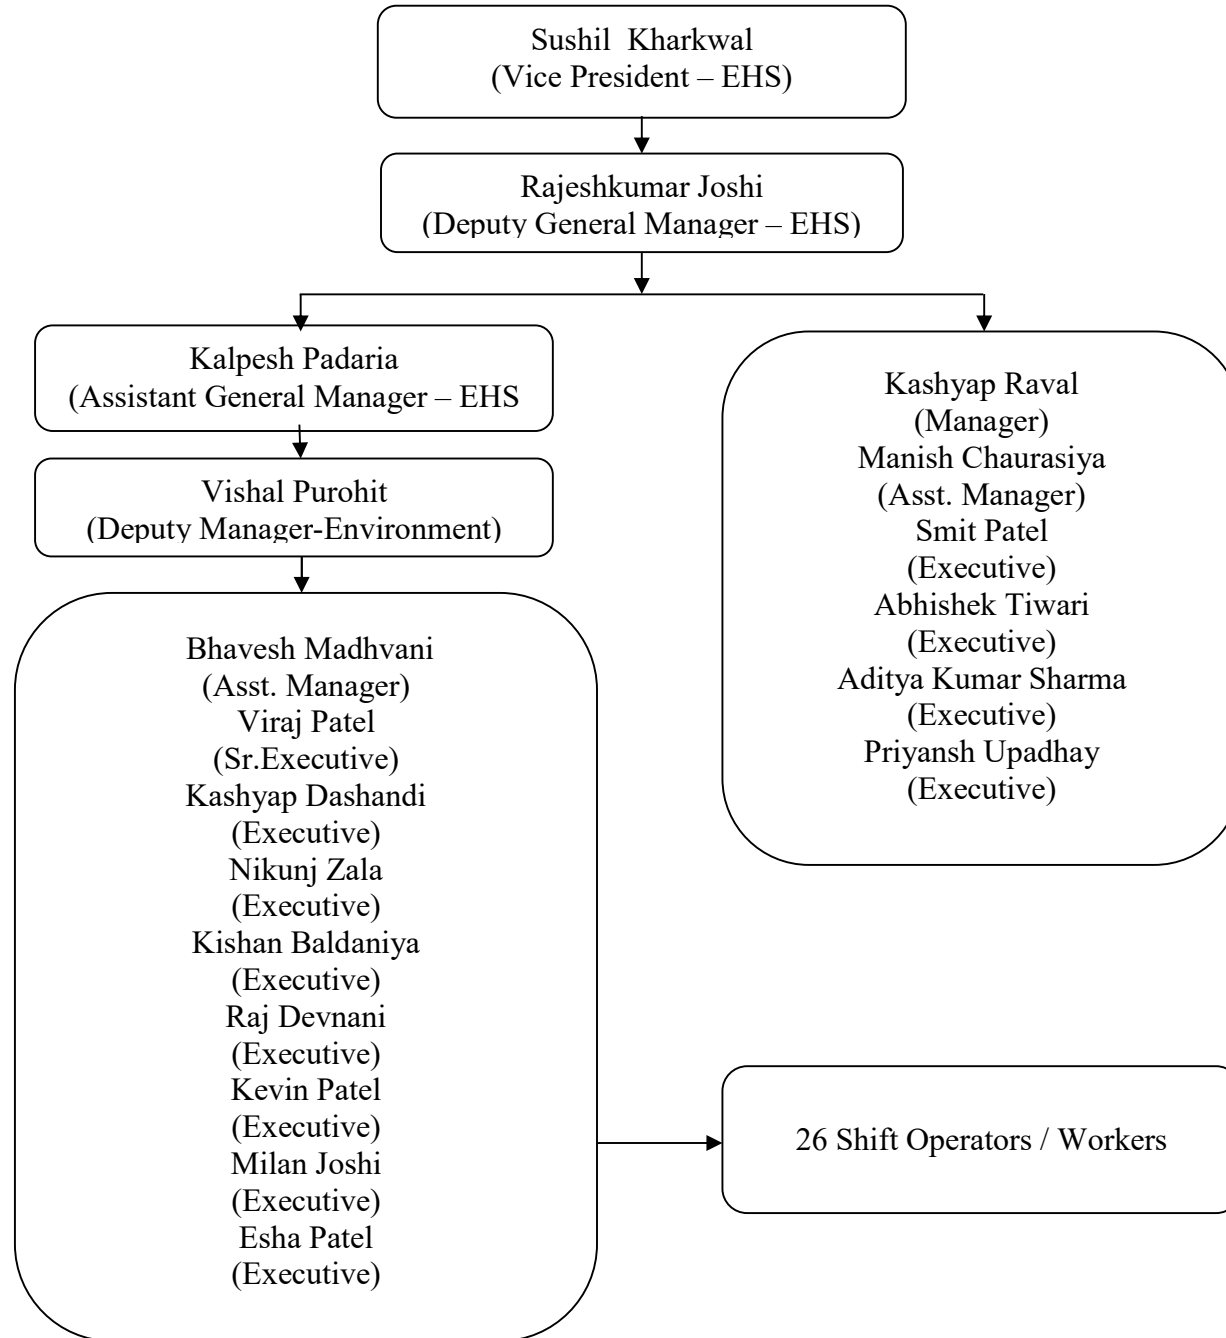 Sushil  Kharkwal
(Vice President – EHS)
Rajeshkumar Joshi
(Deputy General Manager – EHS)
Kalpesh Padaria
(Assistant General Manager – EHS
Vishal Purohit
(Deputy Manager-Environment)
Bhavesh Madhvani
(Asst. Manager)
Viraj Patel
(Sr.Executive)
Kashyap Dashandi
(Executive)
Nikunj Zala
(Executive)
Kishan Baldaniya
(Executive)
Raj Devnani
(Executive)
Kevin Patel
(Executive)
Milan Joshi
(Executive)
Esha Patel
(Executive)
Kashyap Raval
(Manager)
Manish Chaurasiya
(Asst. Manager)
Smit Patel
(Executive)
Abhishek Tiwari
(Executive)
Aditya Kumar Sharma
(Executive)
Priyansh Upadhay
(Executive)
26 Shift Operators / Workers